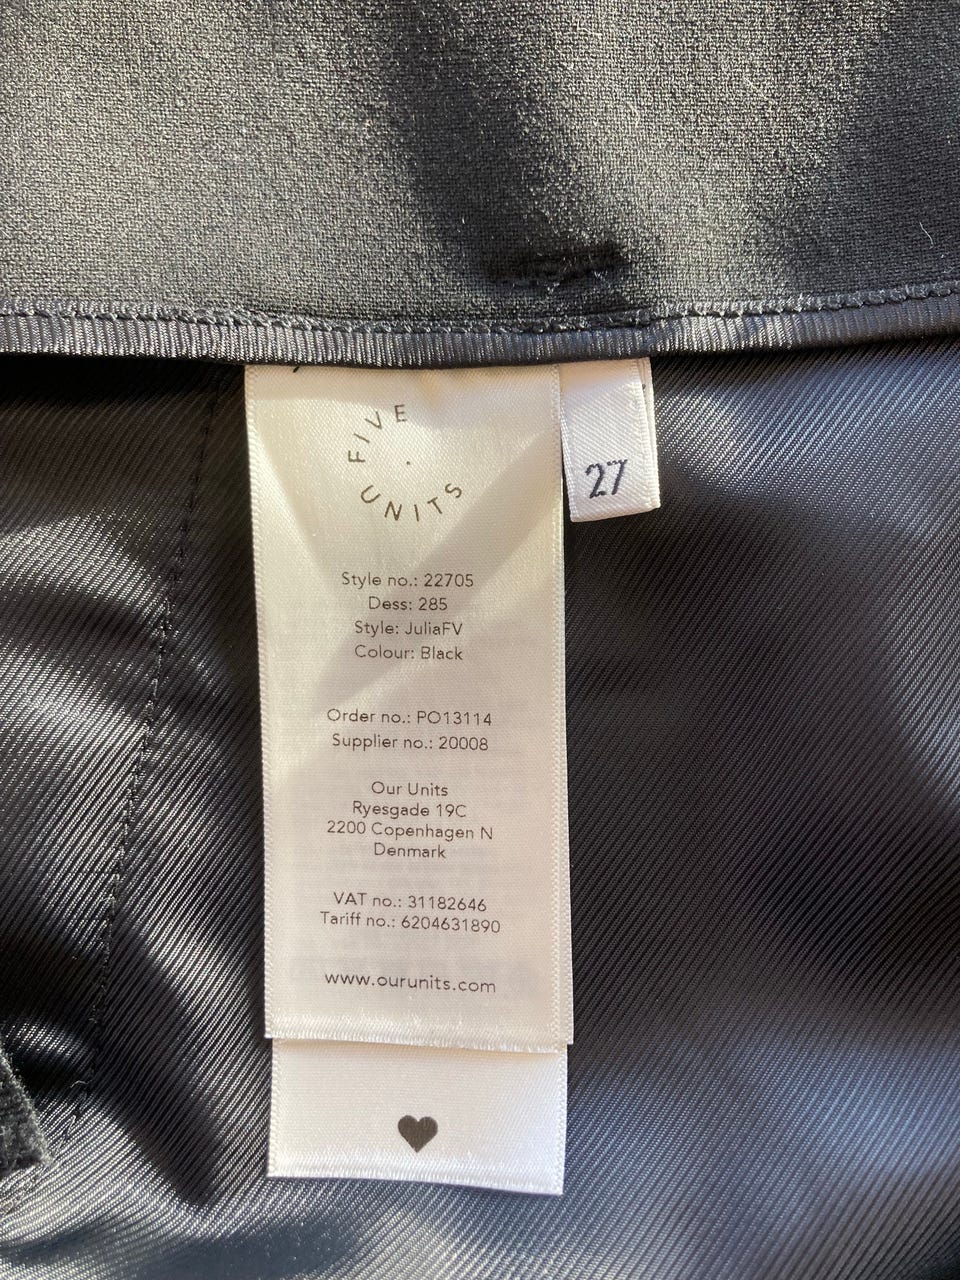 FIVE
UNITS
27
Style no.: 22705
Dess: 285
Style: JuliaFV
Colour: Black
Order no.: PO13114
Supplier no.: 20008
Our Units
Ryesgade 19C
2200 Copenhagen N
Denmark
VAT no.: 31182646
Tariff no.: 6204631890
www.ourunits.com